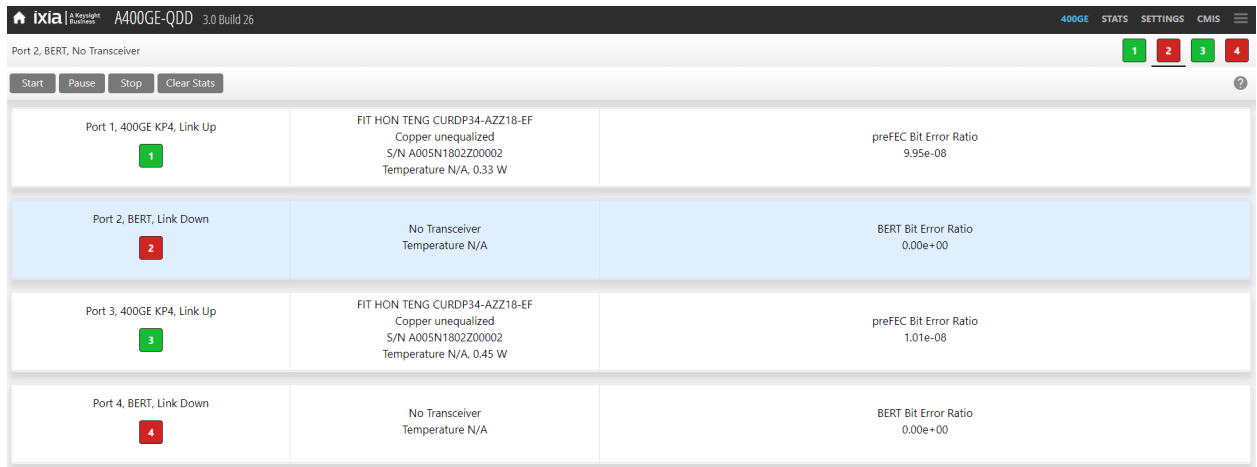 ixia A Keysight Business A400GE-QDD 3.0 Build 26 400GE STATS SETTINGS CMIS
Port 2, BERT, No Transceiver 1 2 3 4
Start Pause Stop Clear Stats ?
Port 1, 400GE KP4, Link Up
1
FIT HON TENG CURDP34-AZZ18-EF
Copper unequalized
S/N A005N1802Z00002
Temperature N/A, 0.33 W
preFEC Bit Error Ratio
9.95e-08
Port 2, BERT, Link Down
2
No Transceiver
Temperature N/A
BERT Bit Error Ratio
0.00e+00
Port 3, 400GE KP4, Link Up
3
FIT HON TENG CURDP34-AZZ18-EF
Copper unequalized
S/N A005N1802Z00002
Temperature N/A, 0.45 W
preFEC Bit Error Ratio
1.01e-08
Port 4, BERT, Link Down
4
No Transceiver
Temperature N/A
BERT Bit Error Ratio
0.00e+00